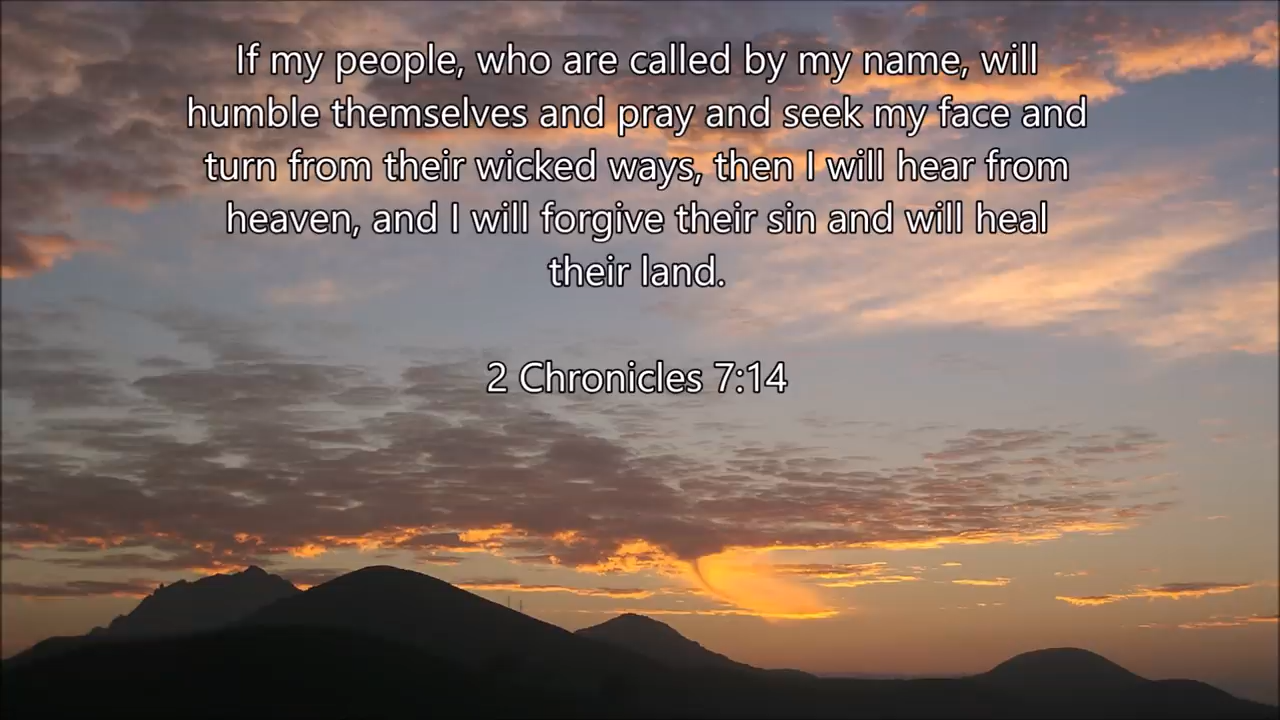 If my people, who are called by my name, will
humble themselves and pray and seek my face and
turn from their wicked ways, then I will hear from
heaven, and I will forgive their sin and will heal
their land.
2 Chronicles 7:14